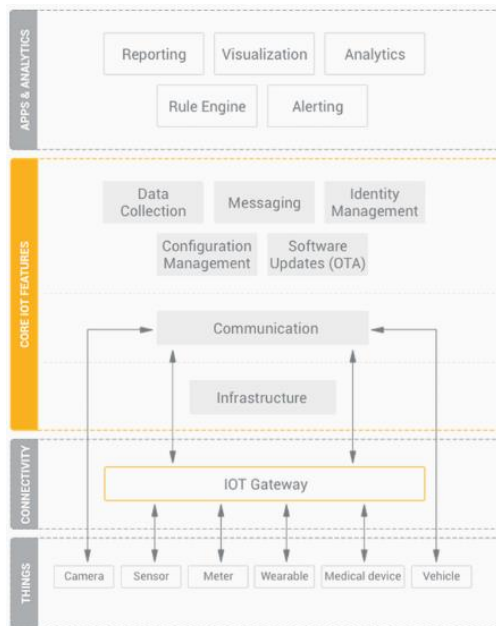 APPS & ANALYTICS
Reporting
Visualization
Analytics
Rule Engine
Alerting
CORE IOT FEATURES
Data
Collection
Messaging
Identity
Management
Configuration
Management
Software
Updates (OTA)
Communication
Infrastructure
CONNECTIVITY
IOT Gateway
THINGS
Camera
Sensor
Meter
Wearable
Medical device
Vehicle